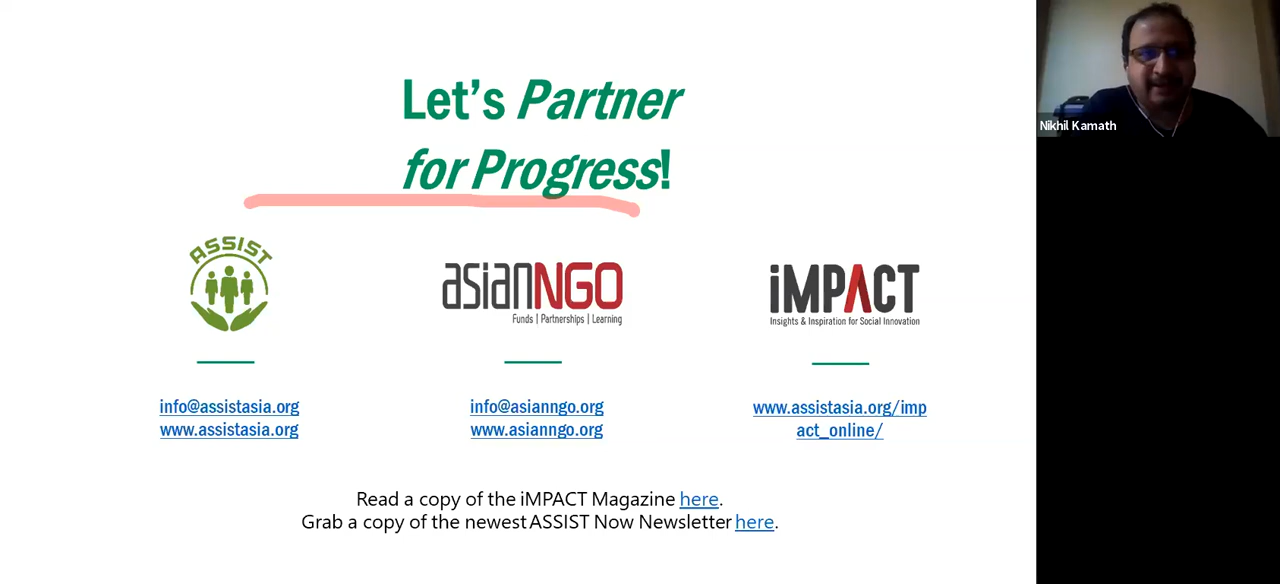 Let's Partner
for Progress!
Nikhil Kamath
ASSIST
asianNGO
Funds | Partnerships | Learning
iMPACT
Insights & Inspiration for Social Innovation
info@assistasia.org
www.assistasia.org
info@asianngo.org
www.asianngo.org
www.assistasia.org/imp
act_online/
Read a copy of the iMPACT Magazine here.
Grab a copy of the newest ASSIST Now Newsletter here.